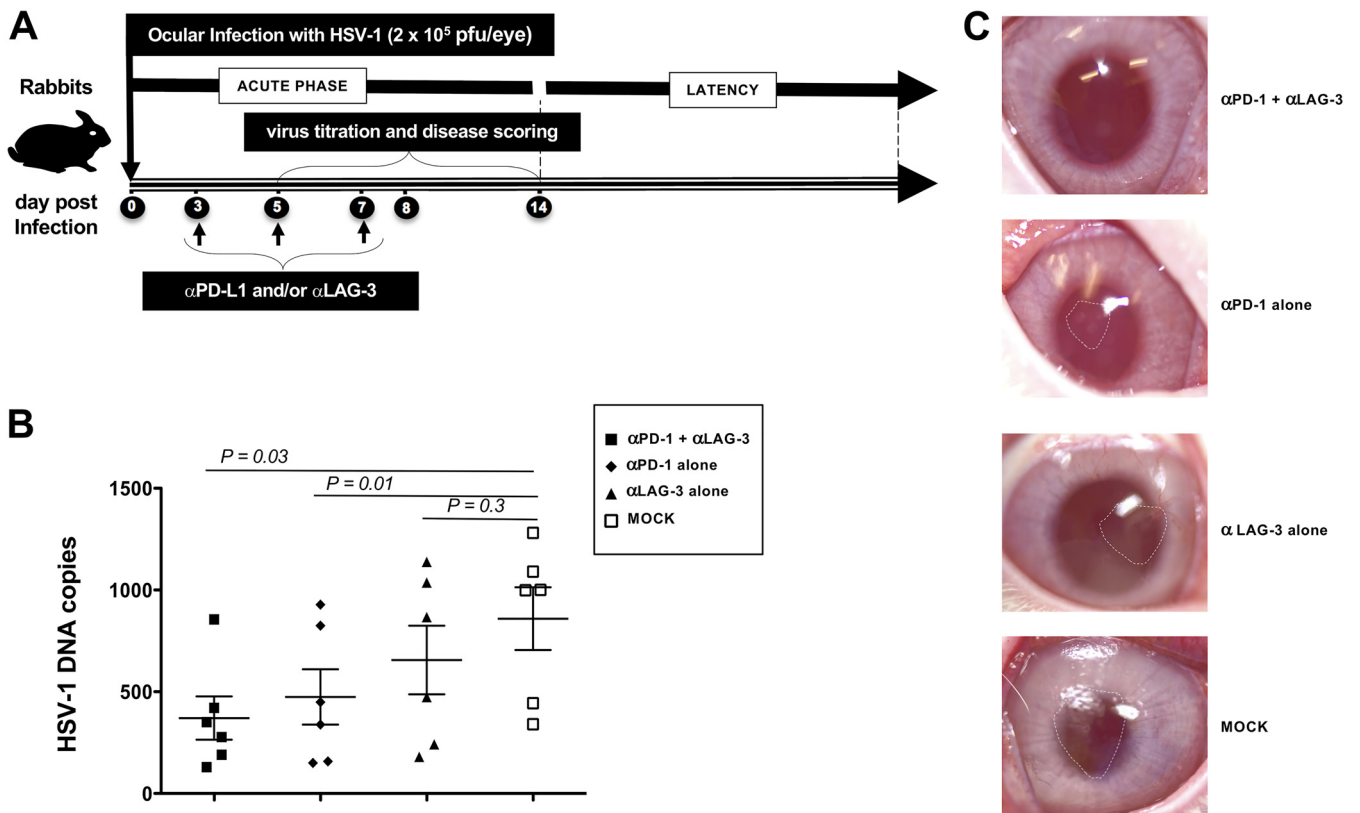 A
Ocular Infection with HSV-1 (2 x 10⁵ pfu/eye)
Rabbits
ACUTE PHASE
LATENCY
virus titration and disease scoring
day post
Infection
0
3
5
7
8
14
αPD-L1 and/or αLAG-3
B
αPD-1 + αLAG-3
αPD-1 alone
αLAG-3 alone
MOCK
P = 0.03
P = 0.01
P = 0.3
HSV-1 DNA copies
1500
1000
500
0
C
αPD-1 + αLAG-3
αPD-1 alone
α LAG-3 alone
MOCK